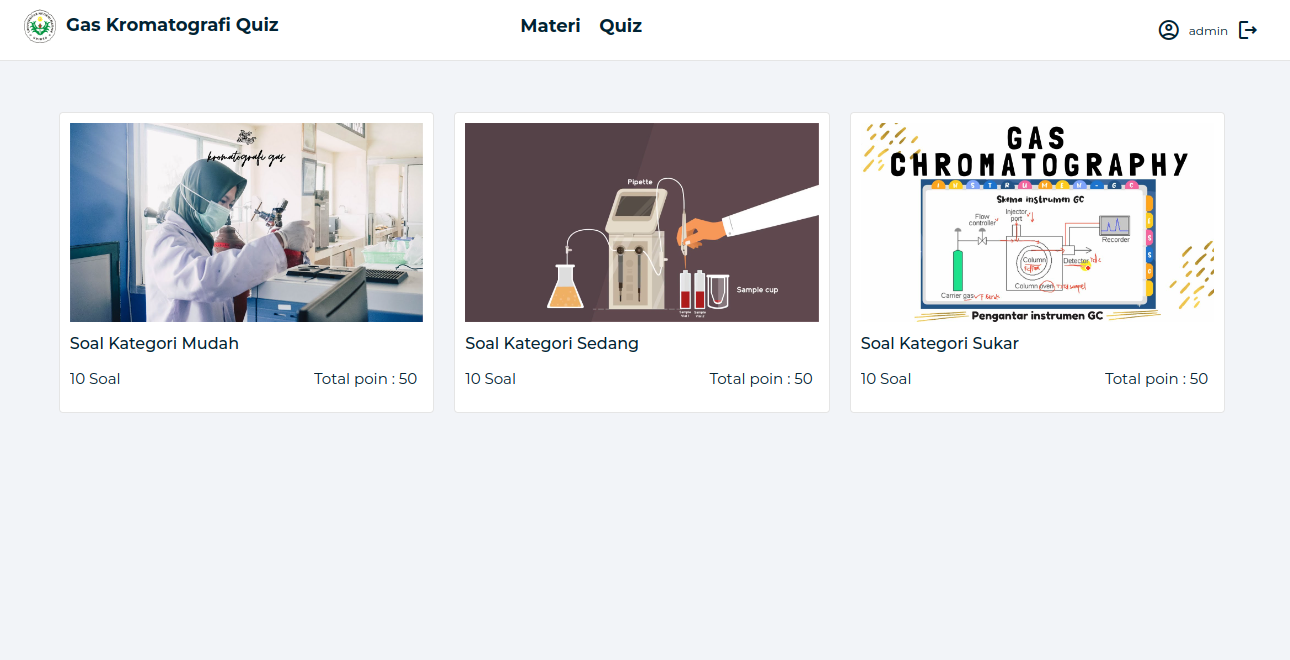 Gas Kromatografi Quiz
Materi Quiz
admin
kromatografi gas
Soal Kategori Mudah
10 Soal Total poin : 50
Pipette
Sample cup
Soal Kategori Sedang
10 Soal Total poin : 50
GAS
CHROMATOGRAPHY
INSTRUMEN-GC
Skema instrumen GC
Flow
controller
Injector
port
Recorder
Column
Detector
Column oven
Carrier gas
Pengantar instrumen GC
Soal Kategori Sukar
10 Soal Total poin : 50